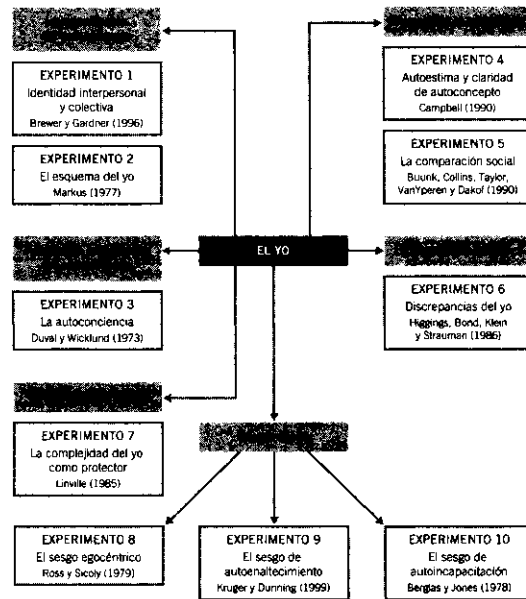 EXPERIMENTO 1
Identidad interpersonal
y colectiva
Brewer y Gardner (1996)
EXPERIMENTO 2
El esquema del yo
Markus (1977)
EXPERIMENTO 4
Autoestima y claridad
de autoconcepto
Campbell (1990)
EXPERIMENTO 5
La comparación social
Buunk, Collins, Taylor,
VanYperen y Dakof (1990)
EL YO
EXPERIMENTO 3
La autoconciencia
Duval y Wicklund (1973)
EXPERIMENTO 6
Discrepancias del yo
Higgings, Bond, Klein
y Strauman (1986)
EXPERIMENTO 7
La complejidad del yo
como protector
Linville (1985)
EXPERIMENTO 8
El sesgo egocéntrico
Ross y Sicoly (1979)
EXPERIMENTO 9
El sesgo de
autoenaltecimiento
Kruger y Dunning (1999)
EXPERIMENTO 10
El sesgo de
autoincapacitación
Berglas y Jones (1978)